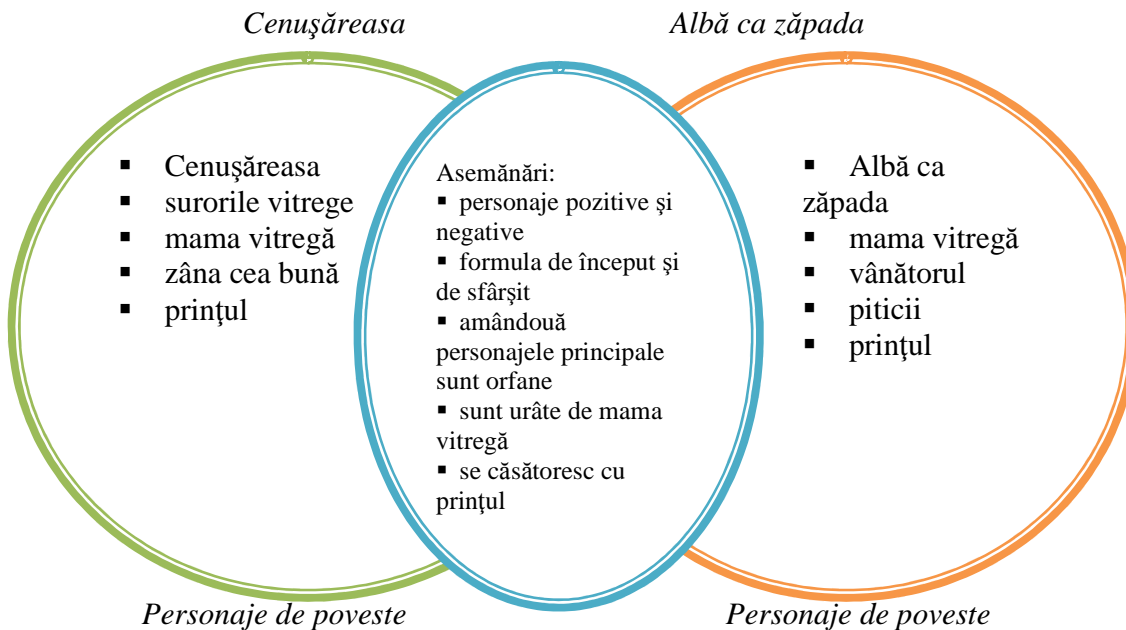 Cenuşăreasa
Albă ca zăpada
▪ Cenuşăreasa
▪ surorile vitrege
▪ mama vitregă
▪ zâna cea bună
▪ prinţul
Asemănări:
▪ personaje pozitive şi
negative
▪ formula de început şi
de sfârşit
▪ amândouă
personajele principale
sunt orfane
▪ sunt urâte de mama
vitregă
▪ se căsătoresc cu
prinţul
▪ Albă ca
zăpada
▪ mama vitregă
▪ vânătorul
▪ piticii
▪ prinţul
Personaje de poveste
Personaje de poveste